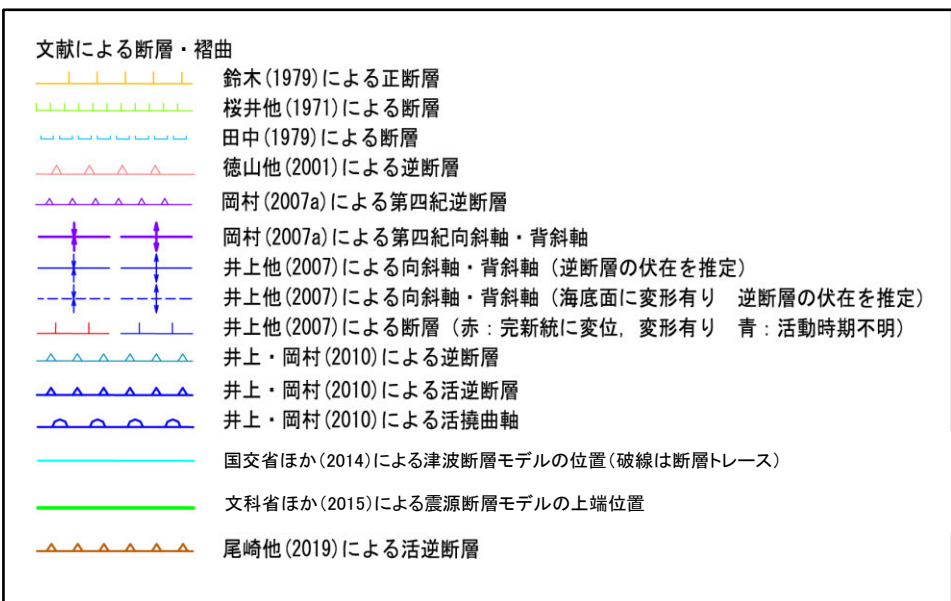 文献による断層・褶曲
鈴木(1979)による正断層
桜井他(1971)による断層
田中(1979)による断層
徳山他(2001)による逆断層
岡村(2007a)による第四紀逆断層
岡村(2007a)による第四紀向斜軸・背斜軸
井上他(2007)による向斜軸・背斜軸（逆断層の伏在を推定）
井上他(2007)による向斜軸・背斜軸（海底面に変形有り　逆断層の伏在を推定）
井上他(2007)による断層（赤：完新統に変位，変形有り　青：活動時期不明）
井上・岡村(2010)による逆断層
井上・岡村(2010)による活逆断層
井上・岡村(2010)による活撓曲軸
国交省ほか(2014)による津波断層モデルの位置(破線は断層トレース)
文科省ほか(2015)による震源断層モデルの上端位置
尾崎他(2019)による活逆断層